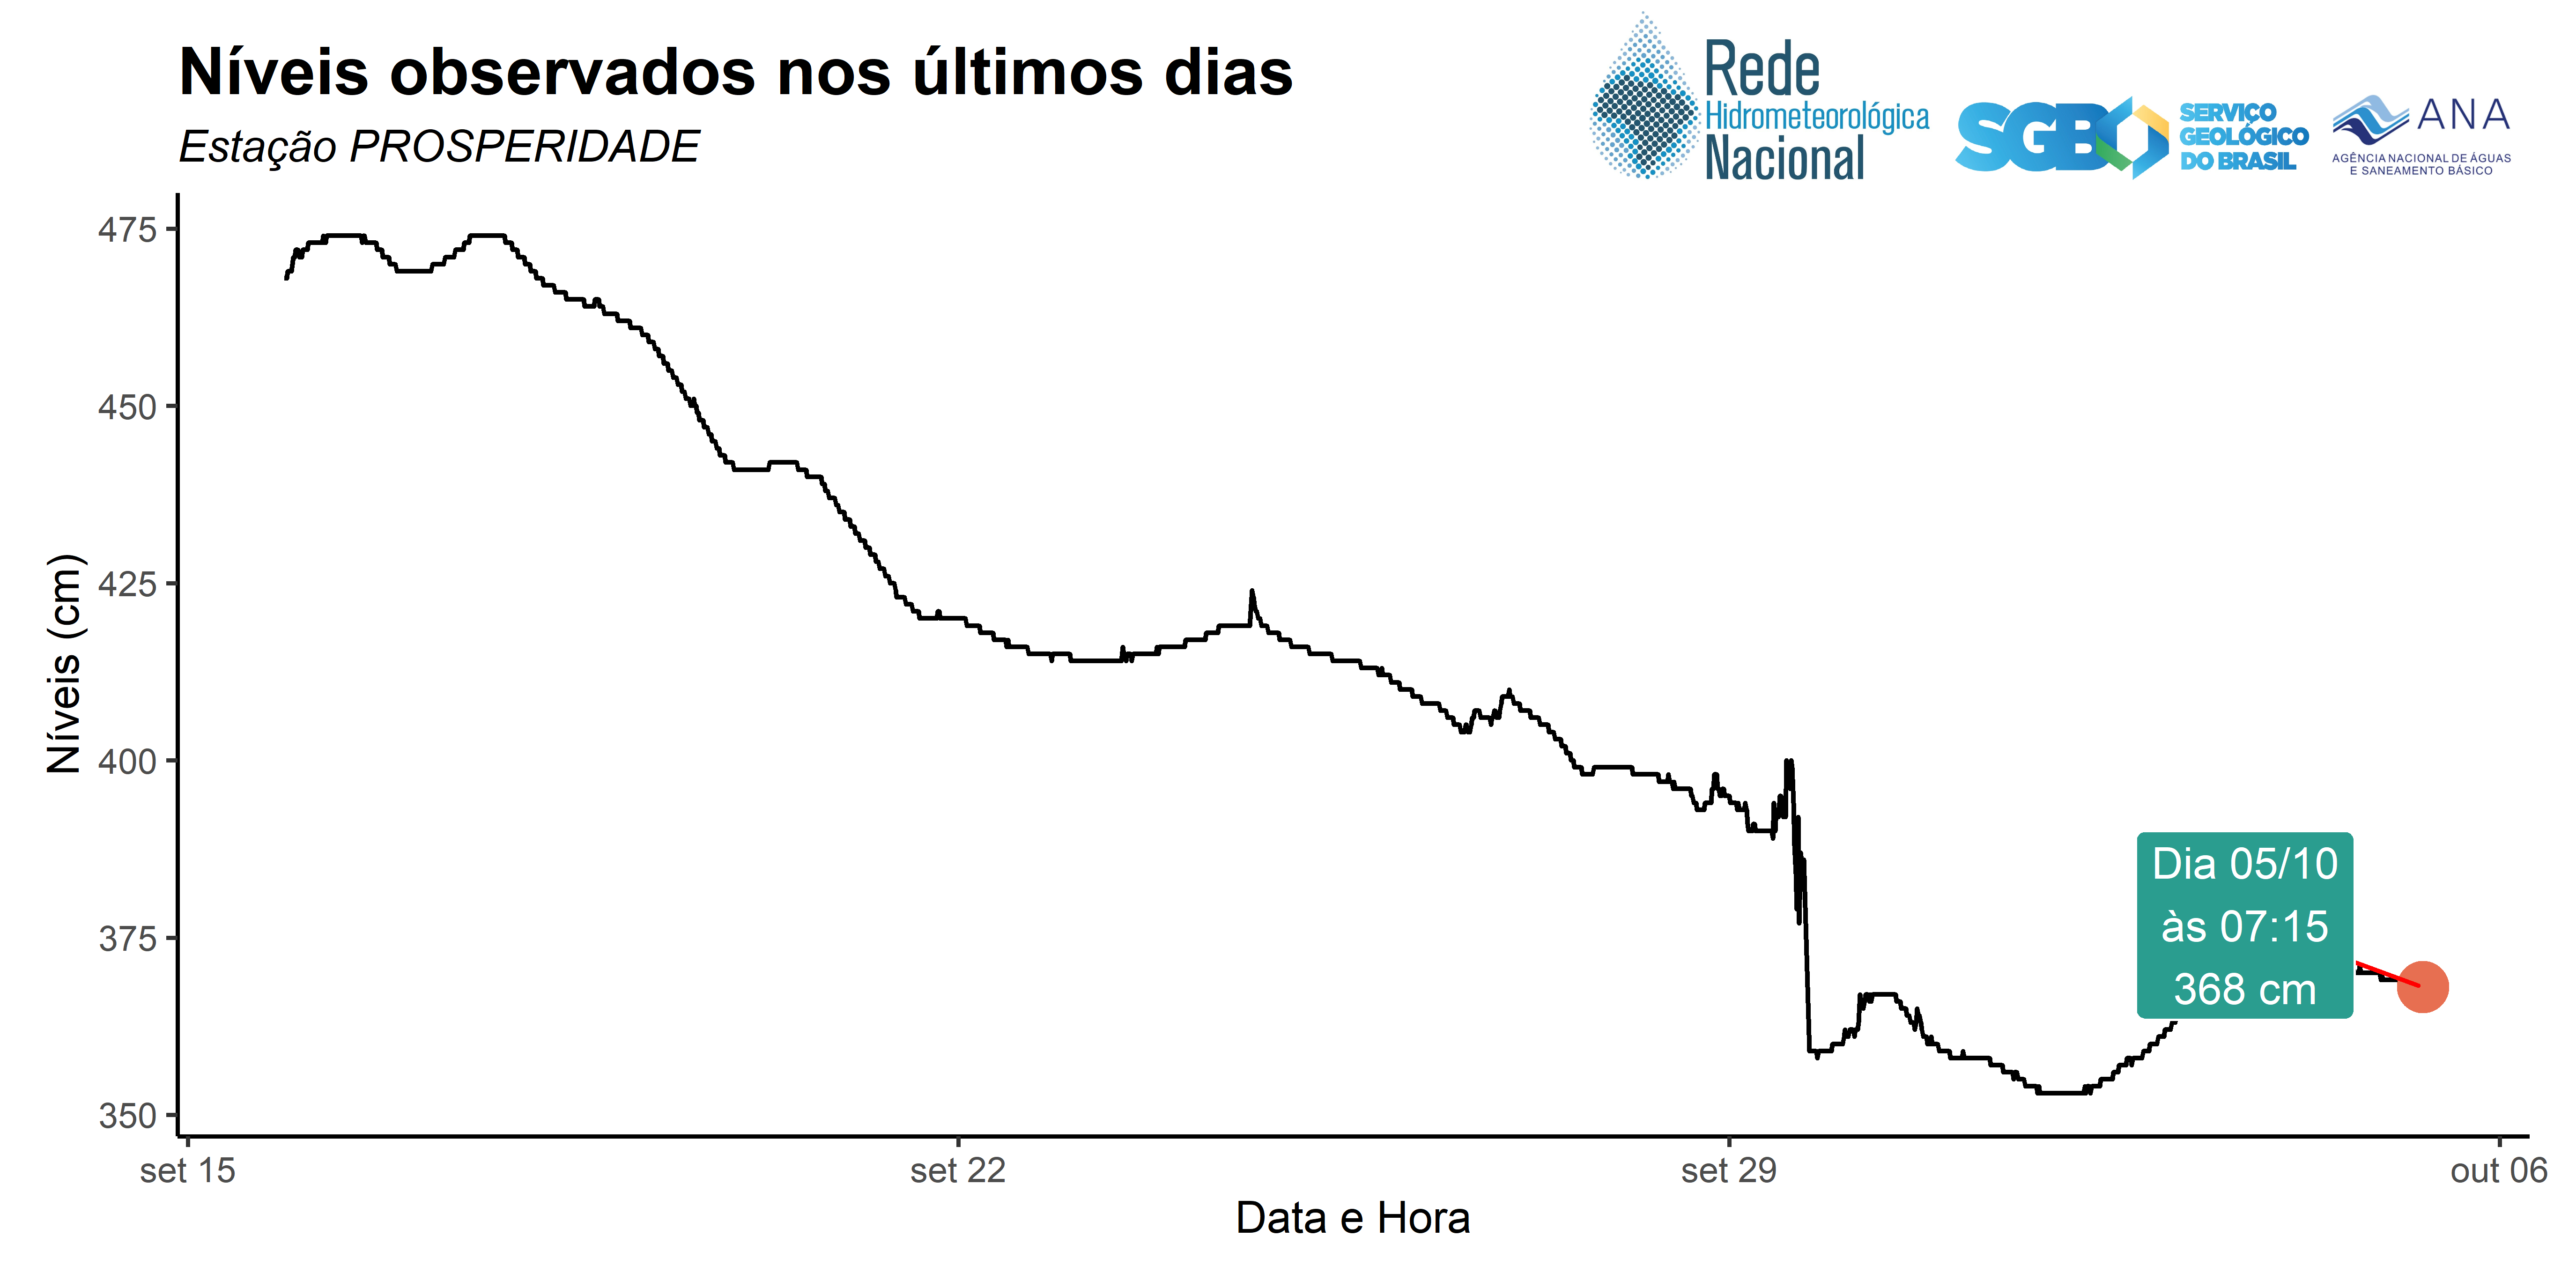 Níveis observados nos últimos dias
Estação PROSPERIDADE
Rede
Hidrometeorológica
Nacional
SGB
SERVIÇO
GEOLÓGICO
DO BRASIL
ANA
AGÊNCIA NACIONAL DE ÁGUAS
E SANEAMENTO BÁSICO
Níveis (cm)
475
450
425
400
375
350
Dia 05/10
às 07:15
368 cm
set 15
set 22
set 29
out 06
Data e Hora